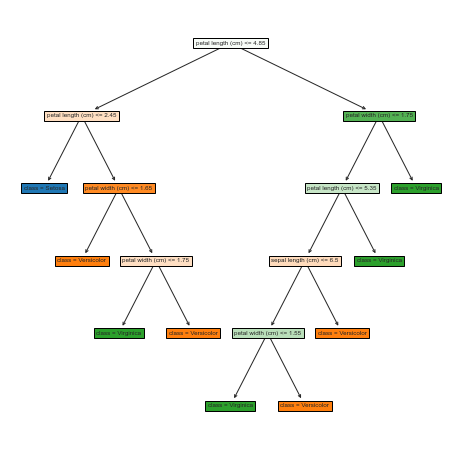 petal length (cm) <= 4.85
petal length (cm) <= 2.45
petal width (cm) <= 1.75
class = Setosa
petal width (cm) <= 1.65
petal length (cm) <= 5.35
class = Virginica
class = Versicolor
petal width (cm) <= 1.75
sepal length (cm) <= 6.5
class = Virginica
class = Virginica
class = Versicolor
petal width (cm) <= 1.55
class = Versicolor
class = Virginica
class = Versicolor